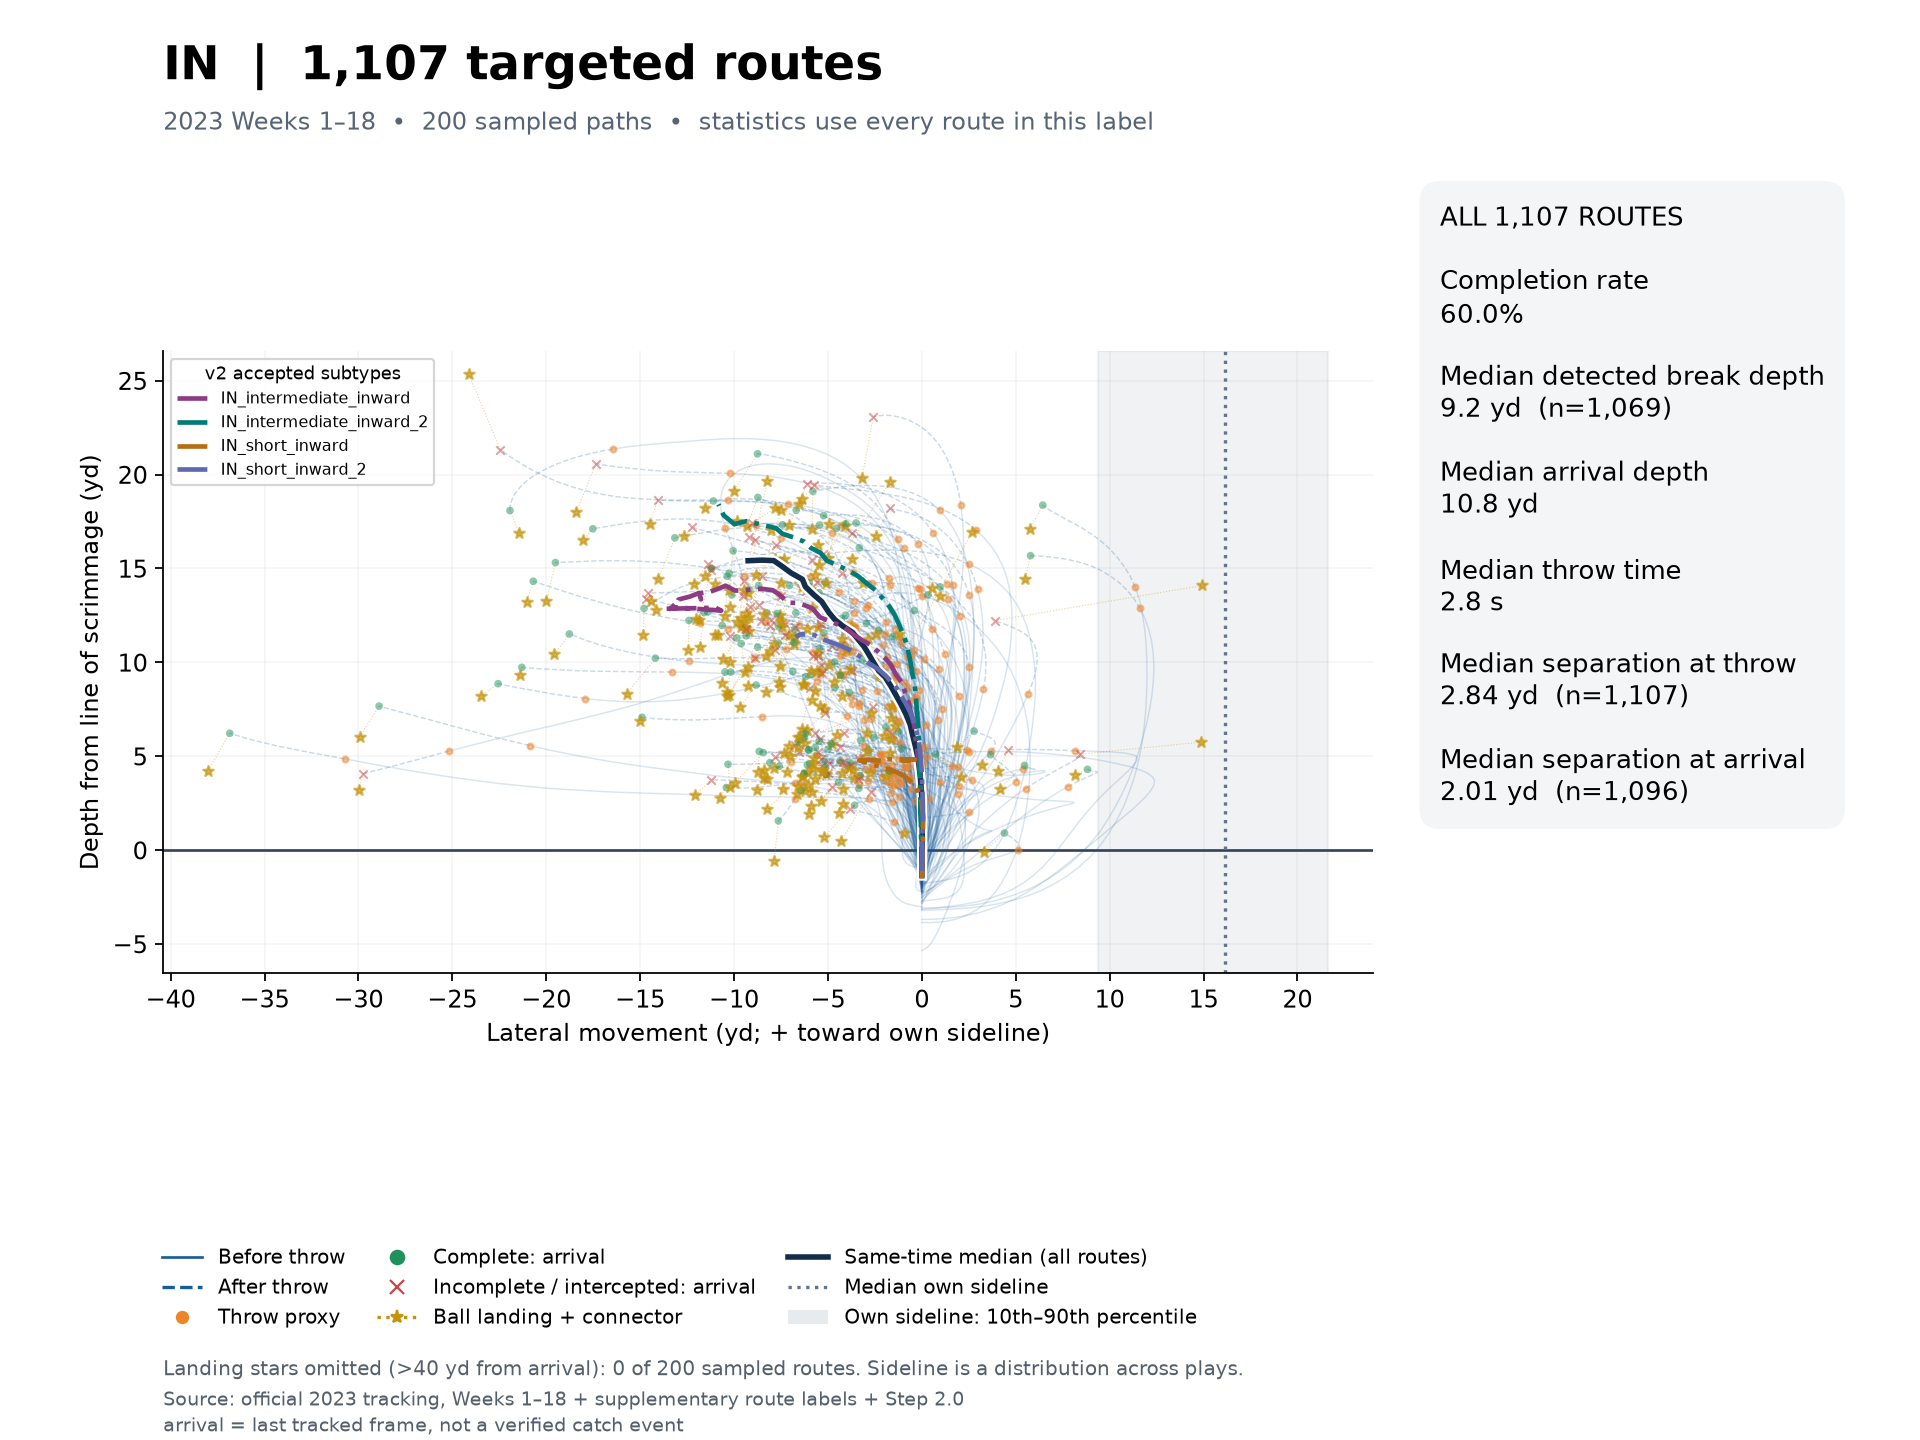 IN | 1,107 targeted routes
2023 Weeks 1–18 • 200 sampled paths • statistics use every route in this label
ALL 1,107 ROUTES
Completion rate
60.0%
Median detected break depth
9.2 yd (n=1,069)
Median arrival depth
10.8 yd
Median throw time
2.8 s
Median separation at throw
2.84 yd (n=1,107)
Median separation at arrival
2.01 yd (n=1,096)
v2 accepted subtypes
IN_intermediate_inward
IN_intermediate_inward_2
IN_short_inward
IN_short_inward_2
Depth from line of scrimmage (yd)
25
20
15
10
5
0
−5
−40 −35 −30 −25 −20 −15 −10 −5 0 5 10 15 20
Lateral movement (yd; + toward own sideline)
Before throw
After throw
Throw proxy
Complete: arrival
Incomplete / intercepted: arrival
Ball landing + connector
Same-time median (all routes)
Median own sideline
Own sideline: 10th–90th percentile
Landing stars omitted (>40 yd from arrival): 0 of 200 sampled routes. Sideline is a distribution across plays.
Source: official 2023 tracking, Weeks 1–18 + supplementary route labels + Step 2.0
arrival = last tracked frame, not a verified catch event